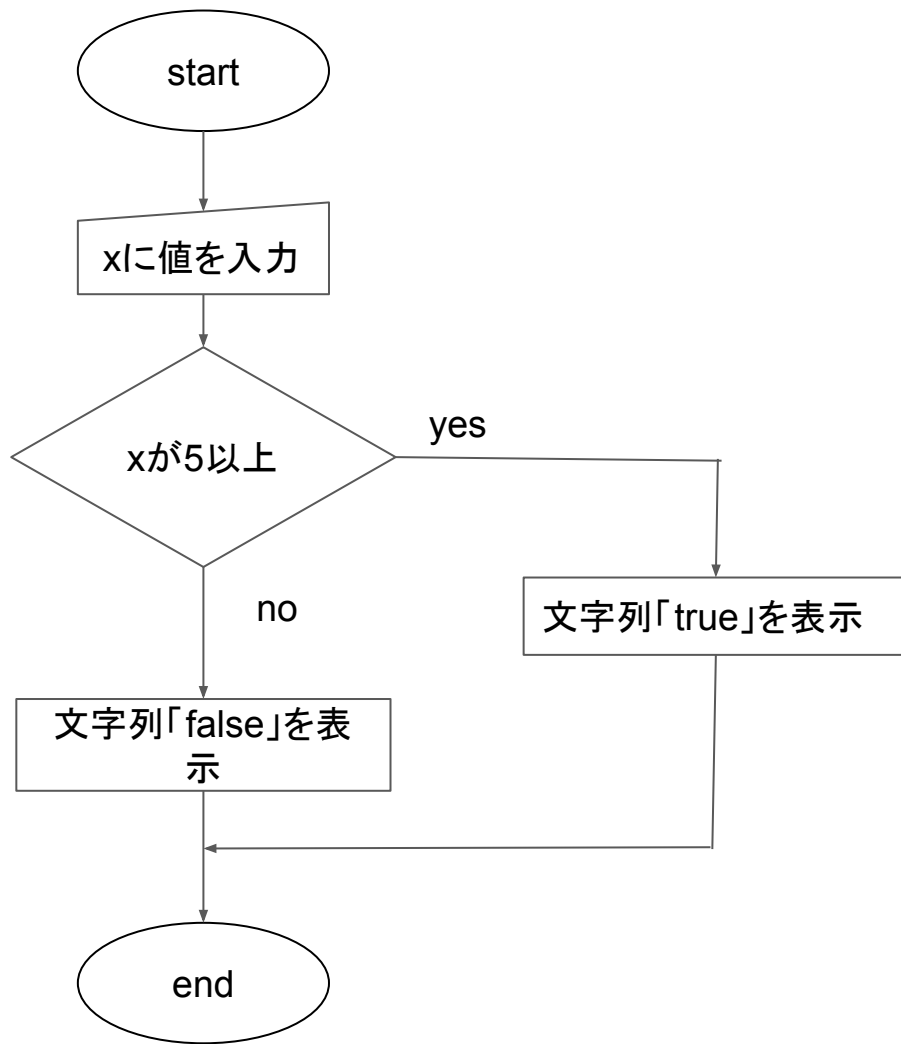 start
xに値を入力
xが5以上
yes
no
文字列「true」を表示
文字列「false」を表
示
end